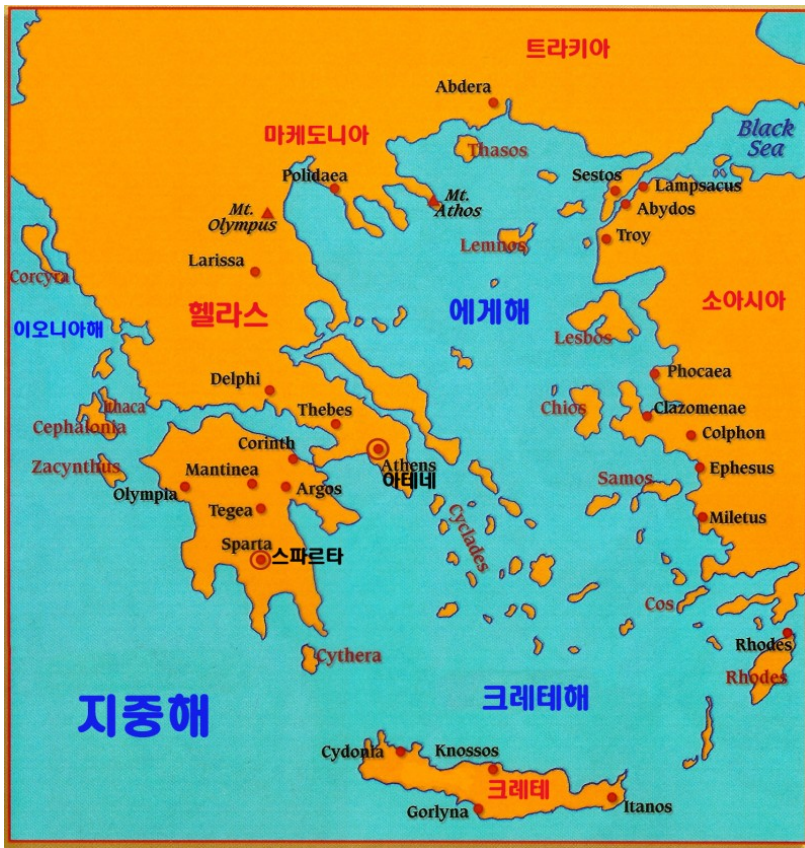 트라키아
Abdera
Black
Sea
마케도니아
Thasos
Polidaea
Sestos
Lampsacus
Mt.
Athos
Abydos
Mt.
Olympus
Troy
Lemnos
Larissa
Corcyra
헬라스
에게해
소아시아
이오니아해
Lesbos
Phocaea
Delphi
Ithaca
Thebes
Chios
Clazomenae
Cephalonia
Colphon
Corinth
Athens
아테네
Zacynthus
Mantinea
Ephesus
Olympia
Argos
Samos
Tegea
Cyclades
Miletus
Sparta
스파르타
Cos
Rhodes
Cythera
Rhodes
지중해
크레테해
Cydonia
Knossos
크레테
Gorlyna
Itanos